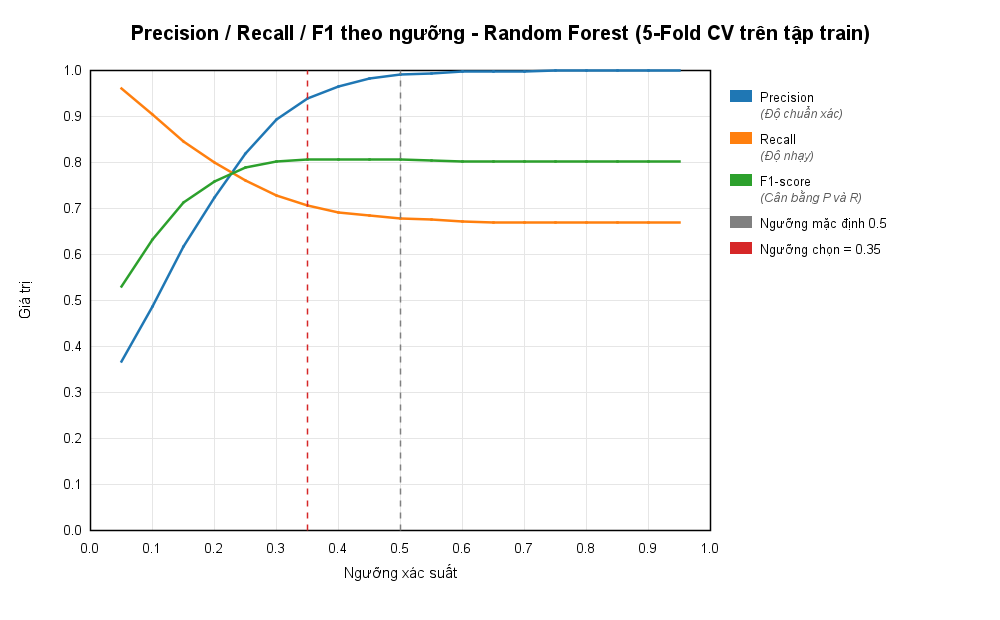 Precision / Recall / F1 theo ngưỡng - Random Forest (5-Fold CV trên tập train)
1.0
0.9
0.8
0.7
0.6
0.5
0.4
0.3
0.2
0.1
0.0
Giá trị
0.0 0.1 0.2 0.3 0.4 0.5 0.6 0.7 0.8 0.9 1.0
Ngưỡng xác suất
Precision
(Độ chuẩn xác)
Recall
(Độ nhạy)
F1-score
(Cân bằng P và R)
Ngưỡng mặc định 0.5
Ngưỡng chọn = 0.35